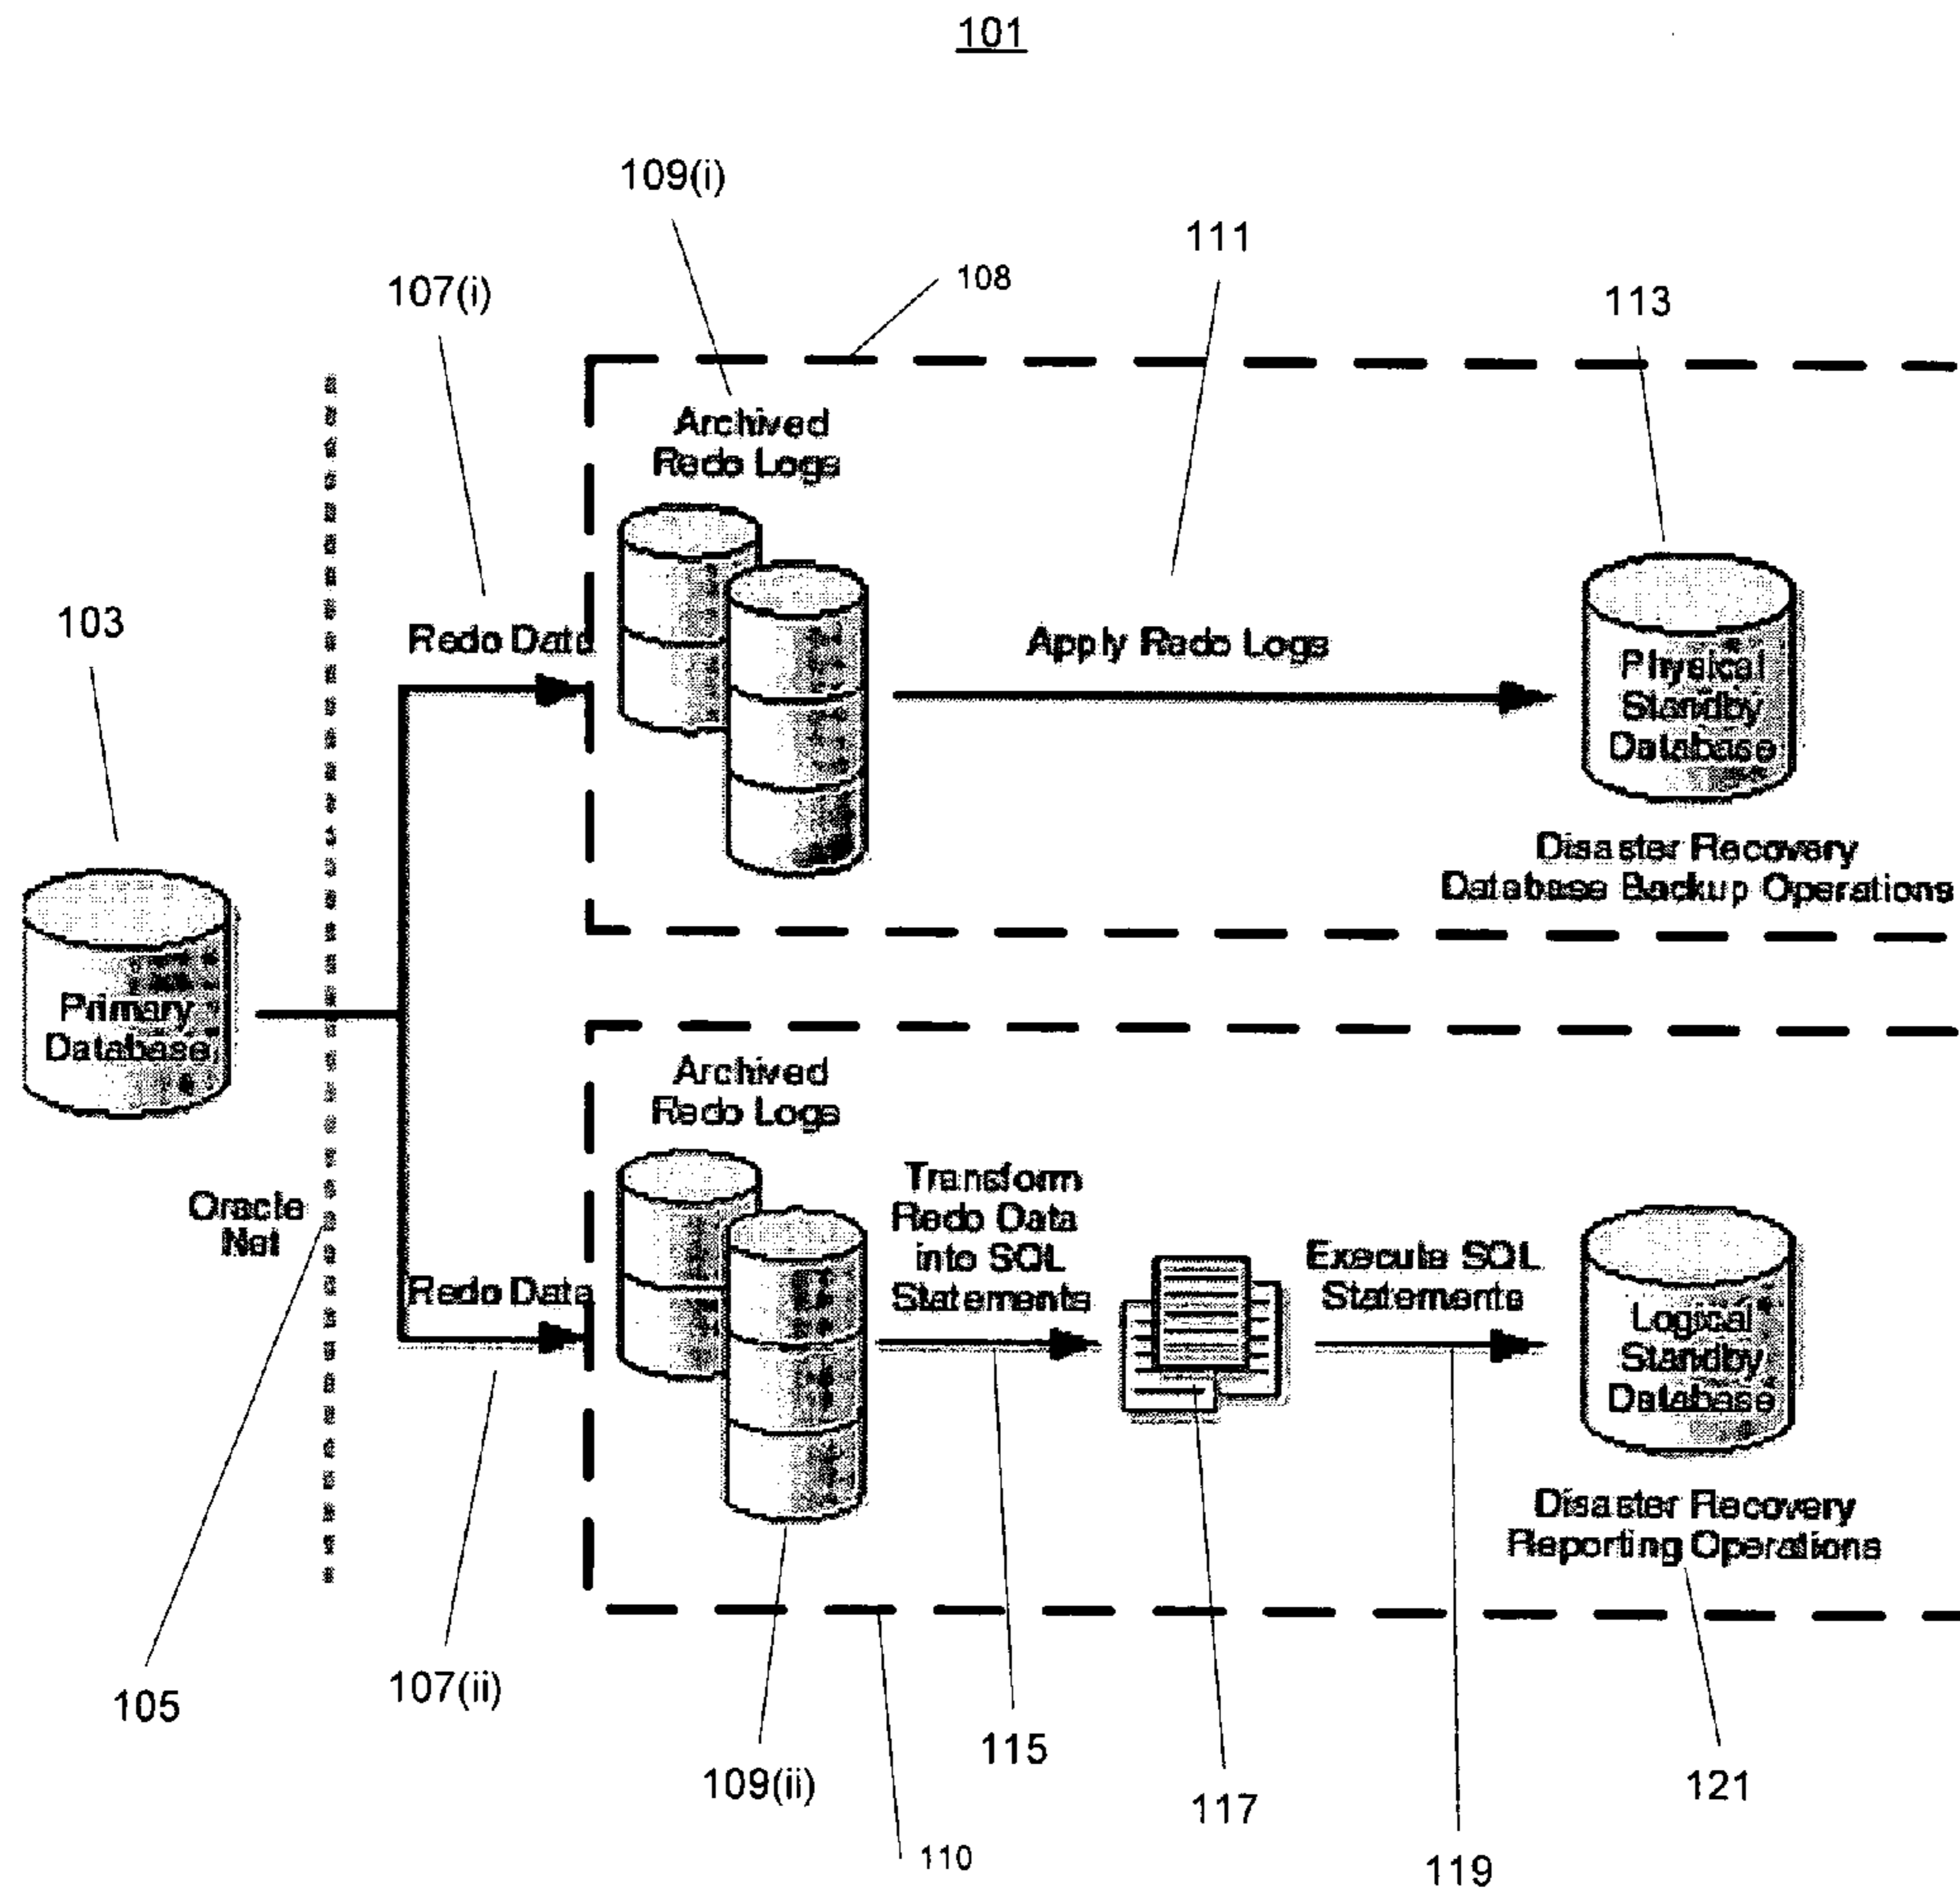 101
109(i)
111
107(i)
108
113
Archived
Redo Logs
103
Redo Data
Apply Redo Logs
Physical
Standby
Database
Disaster Recovery
Database Backup Operations
Primary
Database
Archived
Redo Logs
Oracle
Net
Redo Data
Transform
Redo Data
into SQL
Statements
Execute SQL
Statements
Logical
Standby
Database
Disaster Recovery
Reporting Operations
105
107(ii)
109(ii)
115
117
121
110
119